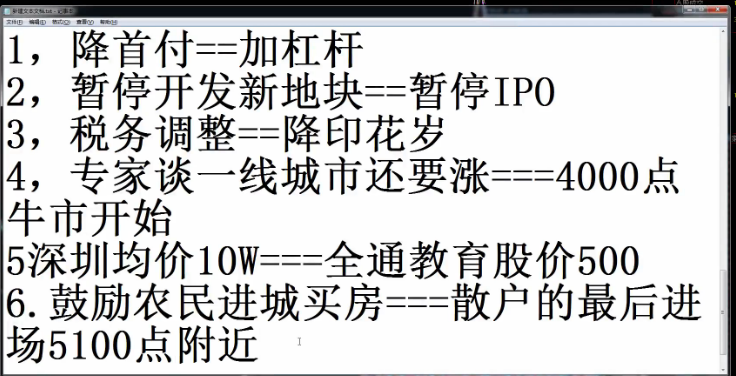 新建文本文档.txt - 记事本
文件(F) 编辑(E) 格式(O) 查看(V) 帮助(H)
1，降首付==加杠杆
2，暂停开发新地块==暂停IPO
3，税务调整==降印花岁
4，专家谈一线城市还要涨===4000点
牛市开始
5深圳均价10W===全通教育股价500
6.鼓励农民进城买房===散户的最后进
场5100点附近